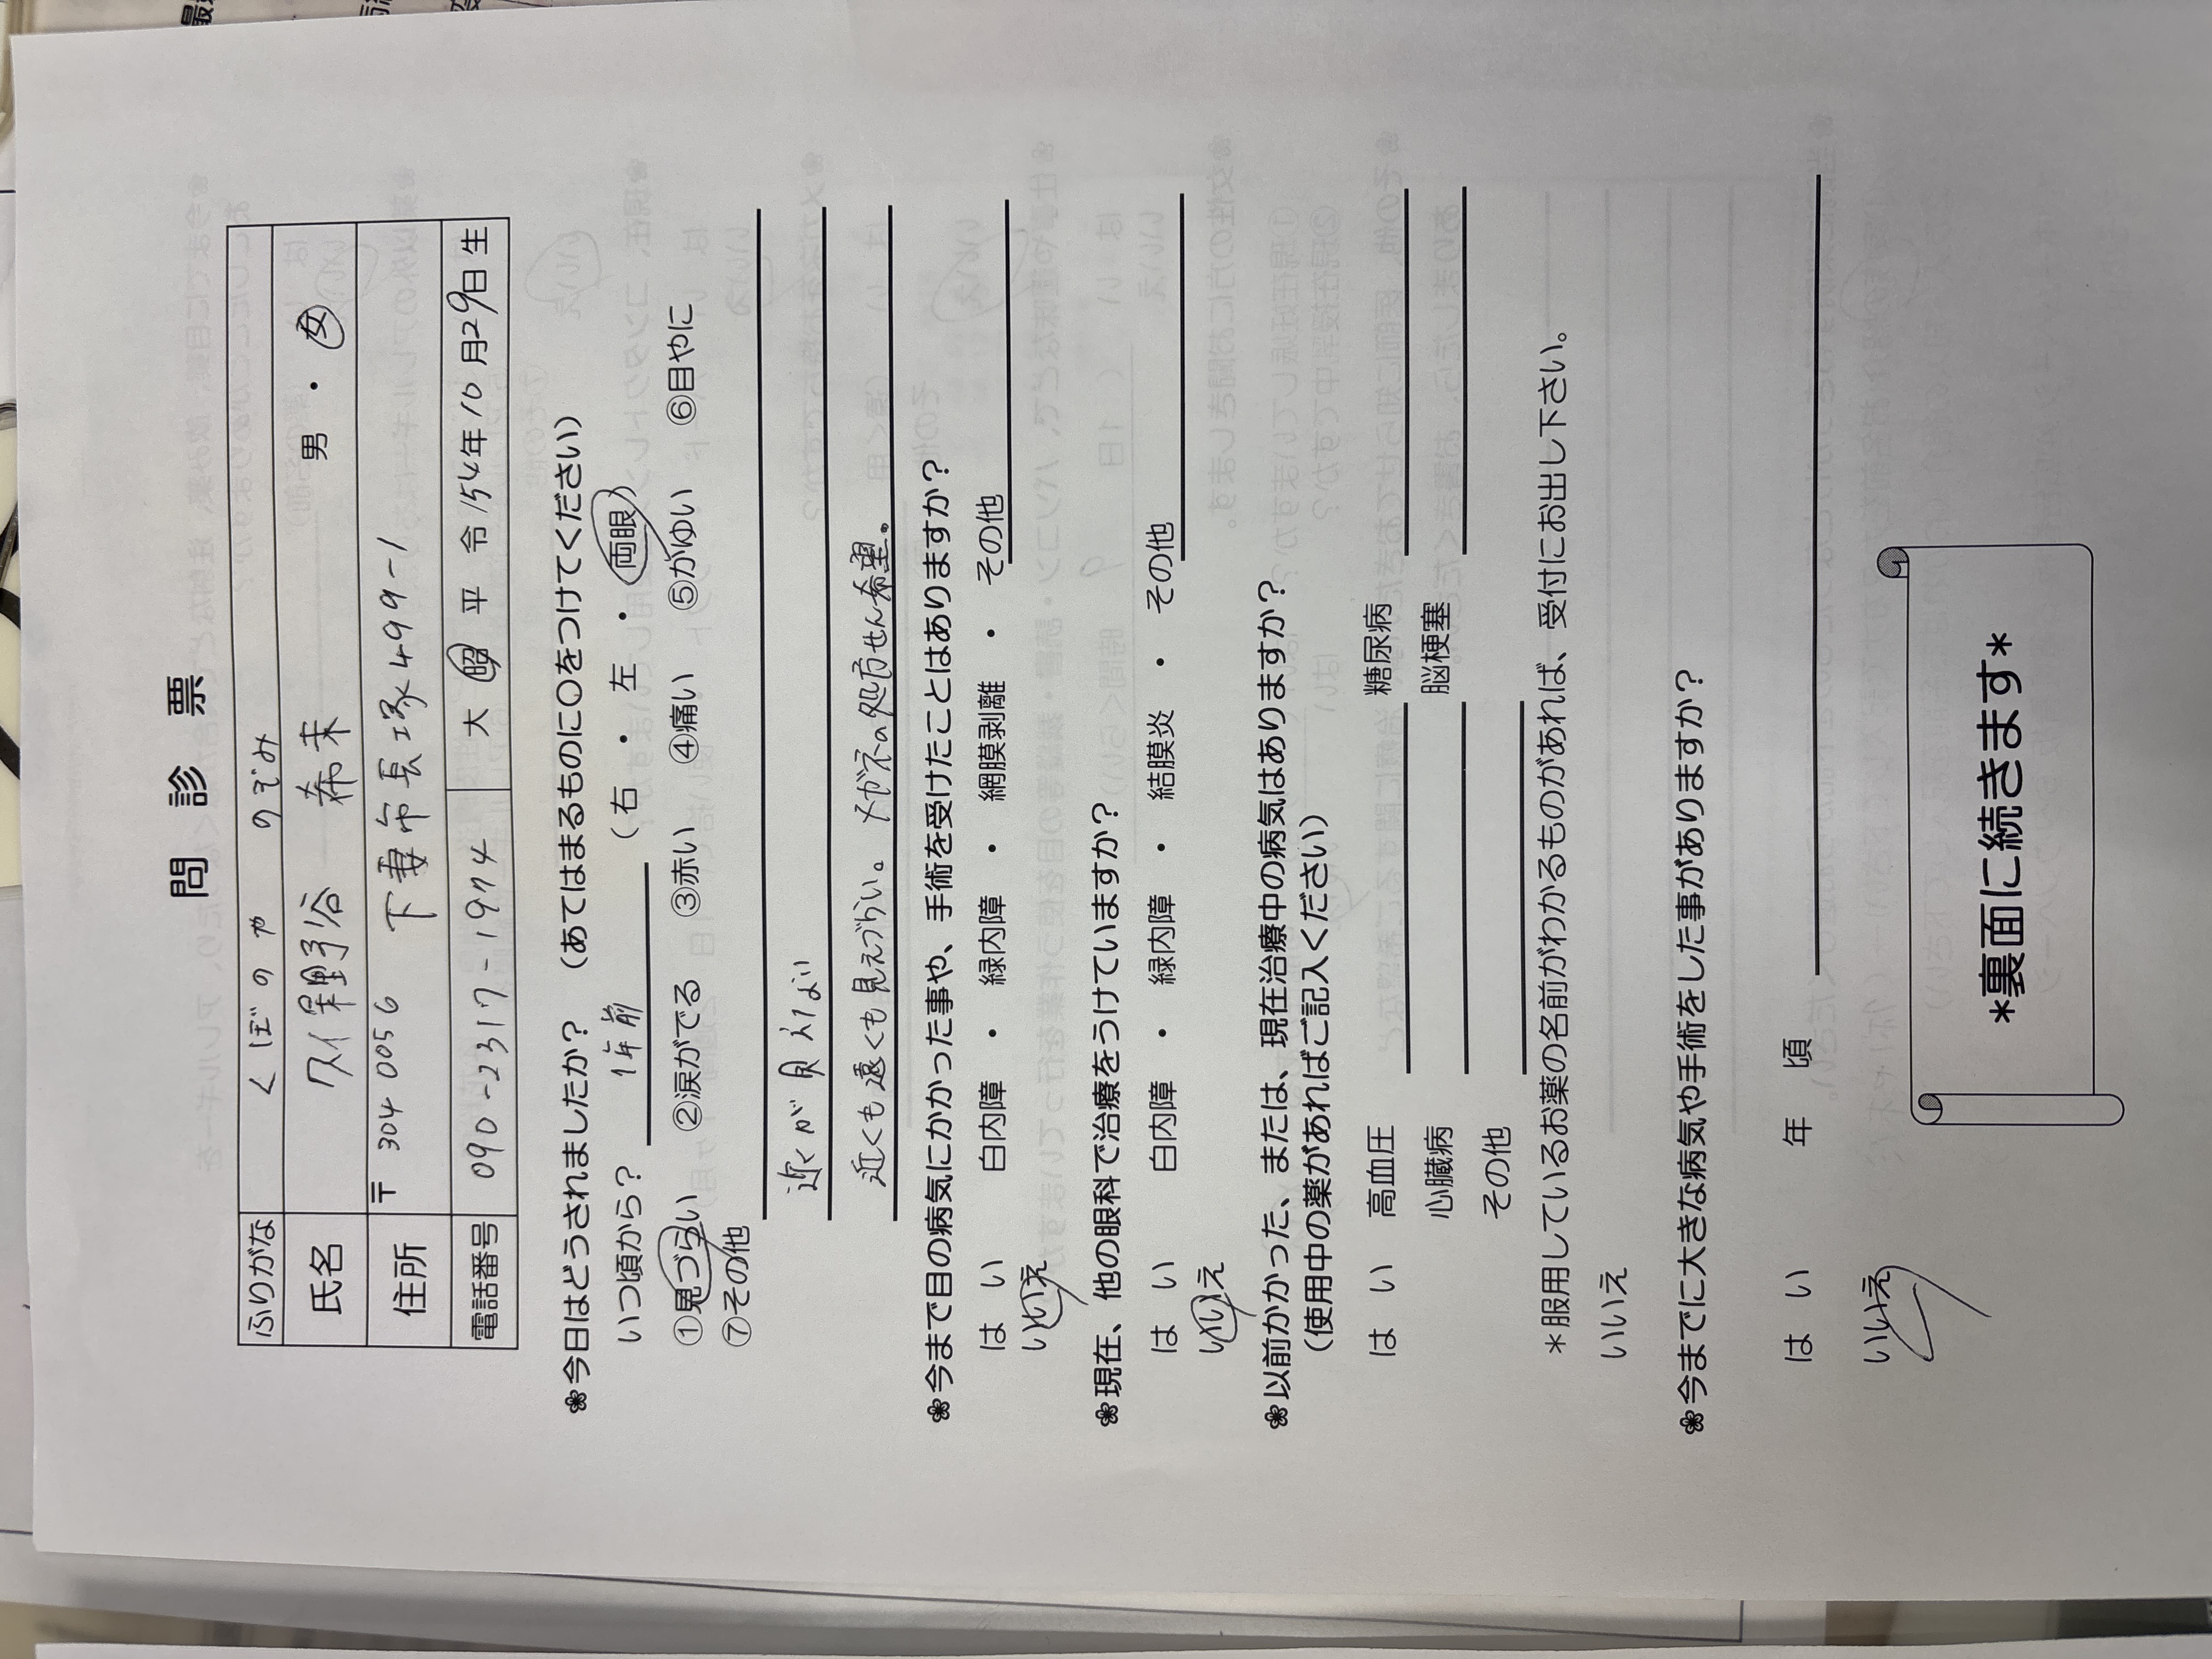 問診票
ふりがな くぼのや のぞみ
氏名 久保野谷 希来 男 ・ 女
住所 〒 304 0056 下妻市長塚499-1
電話番号 090-2317-1974 大 昭 平 令 54年10月29日生
❀今日はどうされましたか？ （あてはまるものに○をつけてください）
いつ頃から？ 1年前 （ 右 ・ 左 ・ 両眼 ）
①見づらい ②涙がでる ③赤い ④痛い ⑤かゆい ⑥目やに
⑦その他
近くが見えない
近くも遠くも見えづらい。 メガネの処方せん希望。
❀今まで目の病気にかかった事や、手術を受けたことはありますか？
は い 白内障 ・ 緑内障 ・ 網膜剥離 ・ その他
いいえ
❀現在、他の眼科で治療をうけていますか？
は い 白内障 ・ 緑内障 ・ 結膜炎 ・ その他
いいえ
❀以前かかった、または、現在治療中の病気はありますか？
（使用中の薬があればご記入ください）
は い 高血圧 糖尿病
心臓病 脳梗塞
その他
＊服用しているお薬の名前がわかるものがあれば、受付にお出し下さい。
いいえ
❀今までに大きな病気や手術をした事がありますか？
は い 年 頃
いいえ
*裏面に続きます*